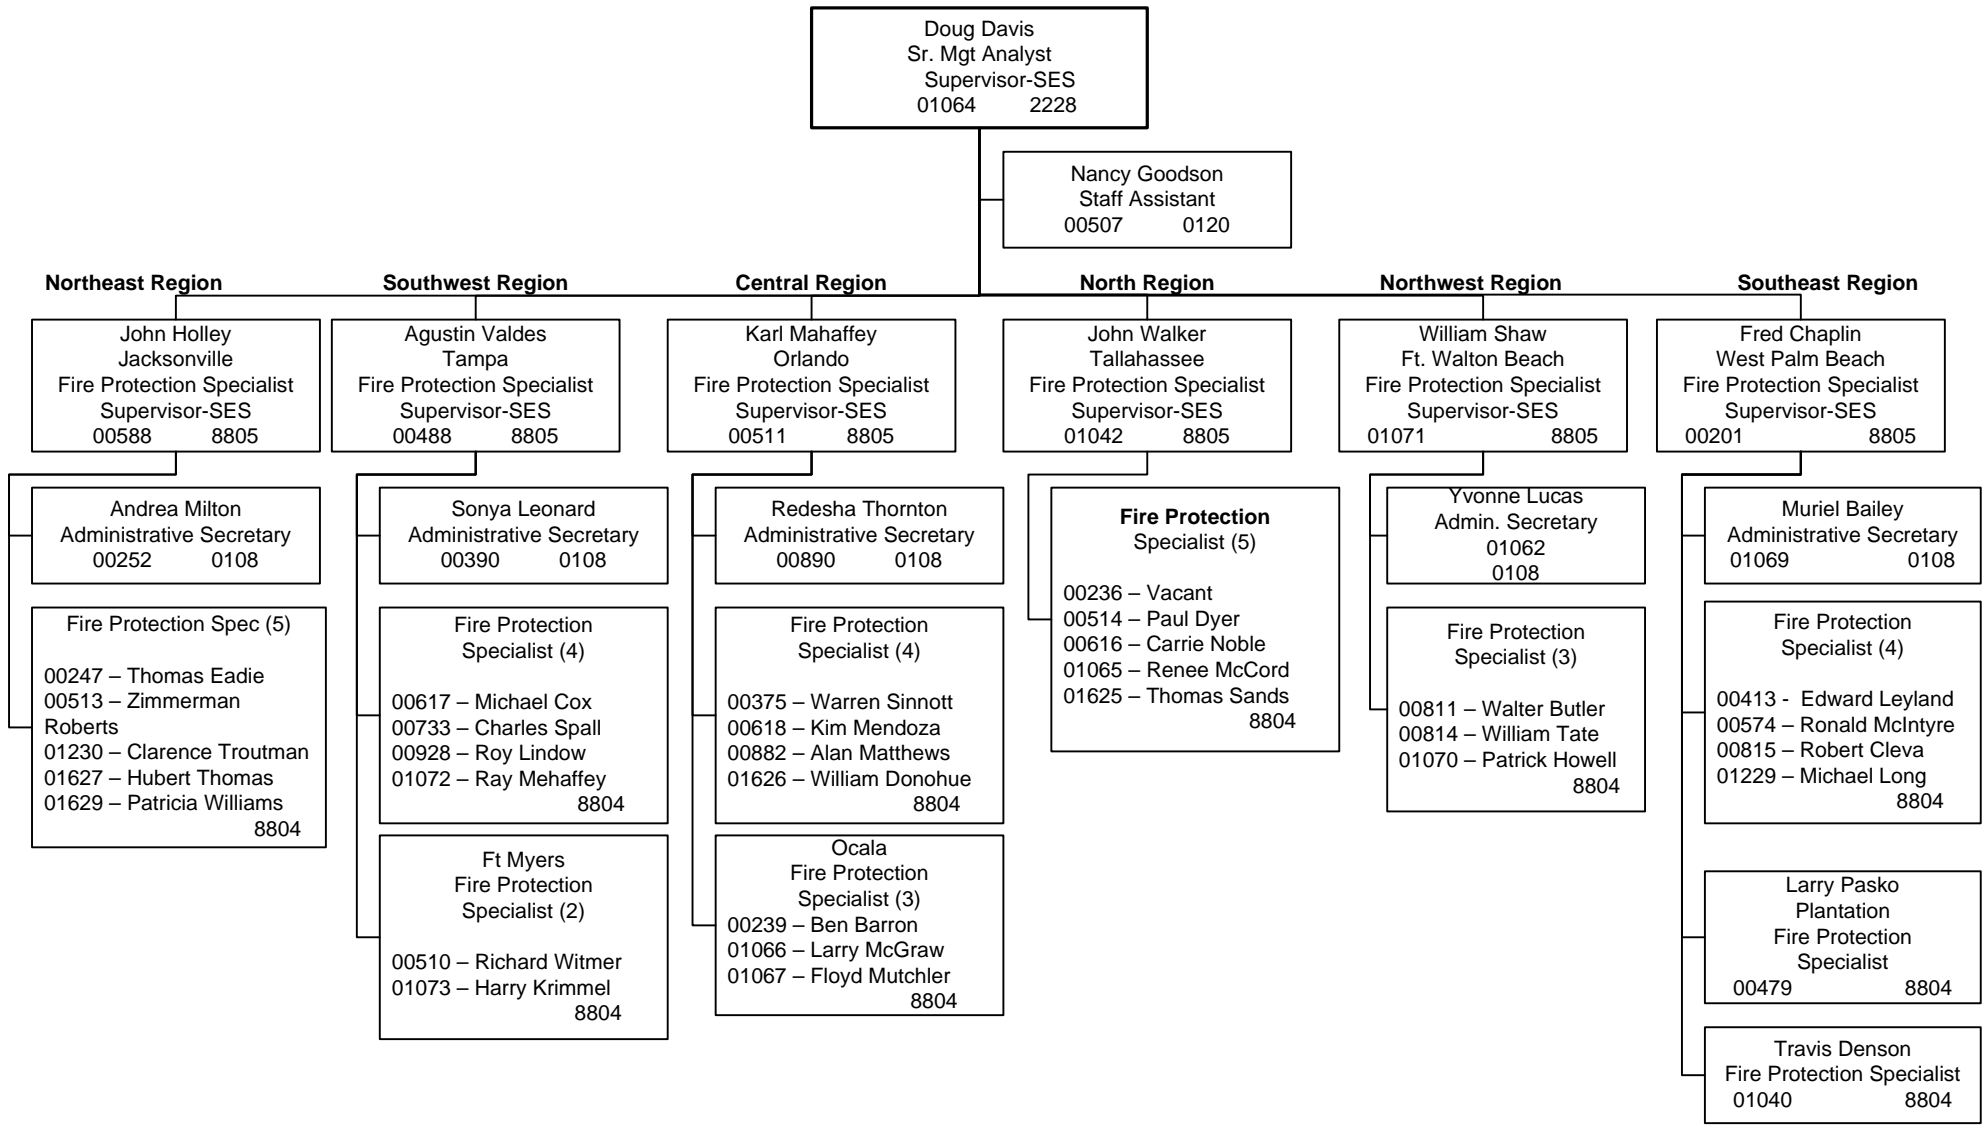 Doug Davis
Sr. Mgt Analyst
Supervisor-SES
01064 2228
Nancy Goodson
Staff Assistant
00507 0120
Northeast Region
John Holley
Jacksonville
Fire Protection Specialist
Supervisor-SES
00588 8805
Andrea Milton
Administrative Secretary
00252 0108
Fire Protection Spec (5)
00247 – Thomas Eadie
00513 – Zimmerman
Roberts
01230 – Clarence Troutman
01627 – Hubert Thomas
01629 – Patricia Williams
8804
Southwest Region
Agustin Valdes
Tampa
Fire Protection Specialist
Supervisor-SES
00488 8805
Sonya Leonard
Administrative Secretary
00390 0108
Fire Protection
Specialist (4)
00617 – Michael Cox
00733 – Charles Spall
00928 – Roy Lindow
01072 – Ray Mehaffey
8804
Ft Myers
Fire Protection
Specialist (2)
00510 – Richard Witmer
01073 – Harry Krimmel
8804
Central Region
Karl Mahaffey
Orlando
Fire Protection Specialist
Supervisor-SES
00511 8805
Redesha Thornton
Administrative Secretary
00890 0108
Fire Protection
Specialist (4)
00375 – Warren Sinnott
00618 – Kim Mendoza
00882 – Alan Matthews
01626 – William Donohue
8804
Ocala
Fire Protection
Specialist (3)
00239 – Ben Barron
01066 – Larry McGraw
01067 – Floyd Mutchler
8804
North Region
John Walker
Tallahassee
Fire Protection Specialist
Supervisor-SES
01042 8805
Fire Protection
Specialist (5)
00236 – Vacant
00514 – Paul Dyer
00616 – Carrie Noble
01065 – Renee McCord
01625 – Thomas Sands
8804
Northwest Region
William Shaw
Ft. Walton Beach
Fire Protection Specialist
Supervisor-SES
01071 8805
Yvonne Lucas
Admin. Secretary
01062
0108
Fire Protection
Specialist (3)
00811 – Walter Butler
00814 – William Tate
01070 – Patrick Howell
8804
Southeast Region
Fred Chaplin
West Palm Beach
Fire Protection Specialist
Supervisor-SES
00201 8805
Muriel Bailey
Administrative Secretary
01069 0108
Fire Protection
Specialist (4)
00413 - Edward Leyland
00574 – Ronald McIntyre
00815 – Robert Cleva
01229 – Michael Long
8804
Larry Pasko
Plantation
Fire Protection
Specialist
00479 8804
Travis Denson
Fire Protection Specialist
01040 8804